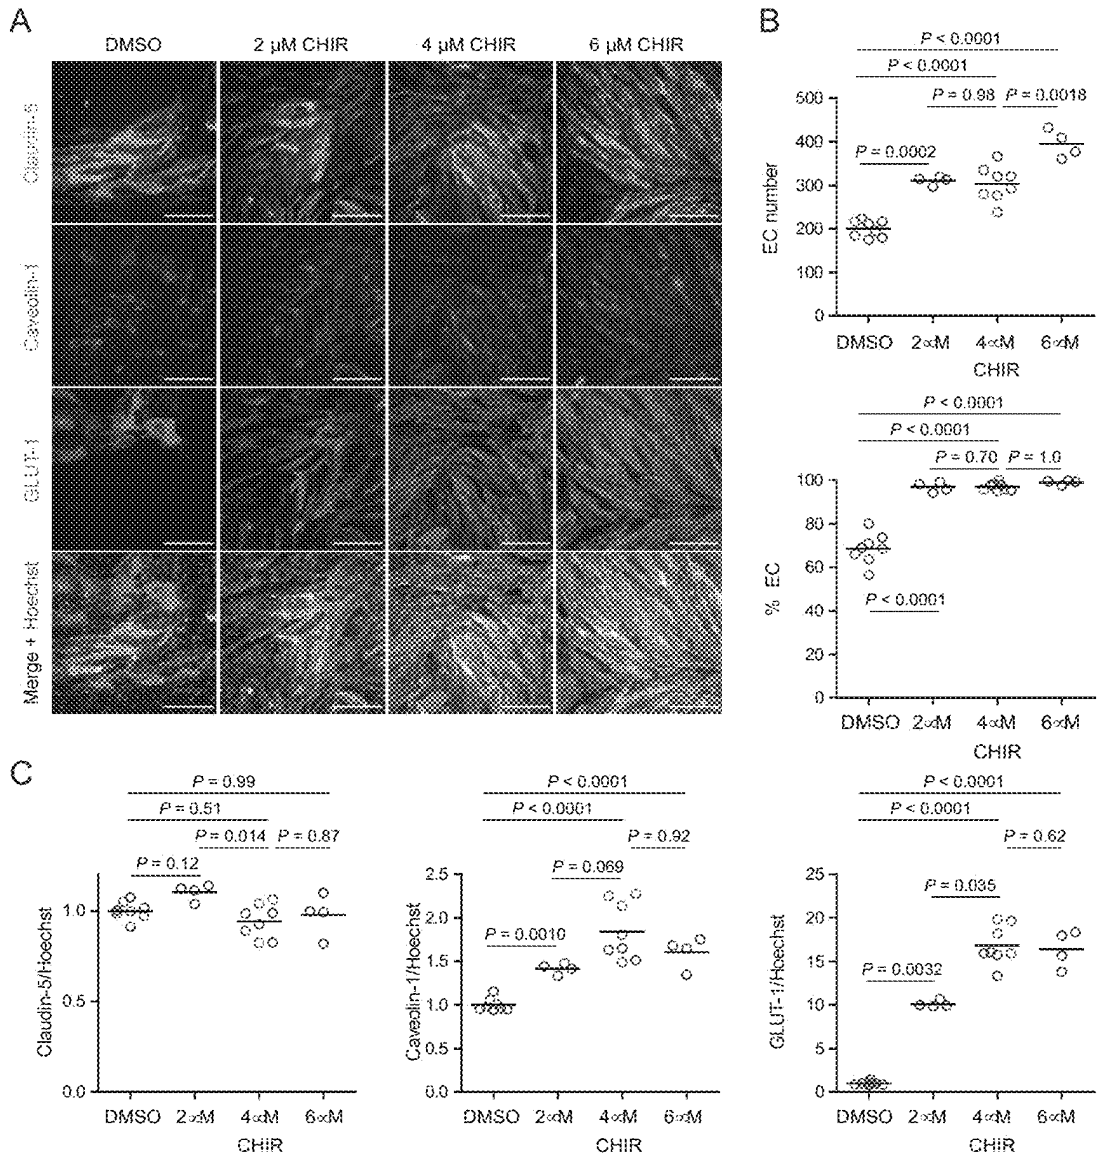 A
DMSO 2 µM CHIR 4 µM CHIR 6 µM CHIR
Claudin-5
Caveolin-1
GLUT-1
Merge + Hoechst
B
P < 0.0001
P < 0.0001
P = 0.98 P = 0.0018
P = 0.0002
EC number
500
400
300
200
100
0
DMSO 2∝M 4∝M 6∝M
CHIR
P < 0.0001
P < 0.0001
P = 0.70 P = 1.0
P < 0.0001
% EC
100
80
60
40
20
0
DMSO 2∝M 4∝M 6∝M
CHIR
C
P = 0.99
P = 0.51
P = 0.014 P = 0.87
P = 0.12
Claudin-5/Hoechst
1.0
0.5
0.0
DMSO 2∝M 4∝M 6∝M
CHIR
P < 0.0001
P < 0.0001
P = 0.92
P = 0.069
P = 0.0010
Caveolin-1/Hoechst
2.5
2.0
1.5
1.0
0.5
0.0
DMSO 2∝M 4∝M 6∝M
CHIR
P < 0.0001
P < 0.0001
P = 0.62
P = 0.035
P = 0.0032
GLUT-1/Hoechst
25
20
15
10
5
0
DMSO 2∝M 4∝M 6∝M
CHIR